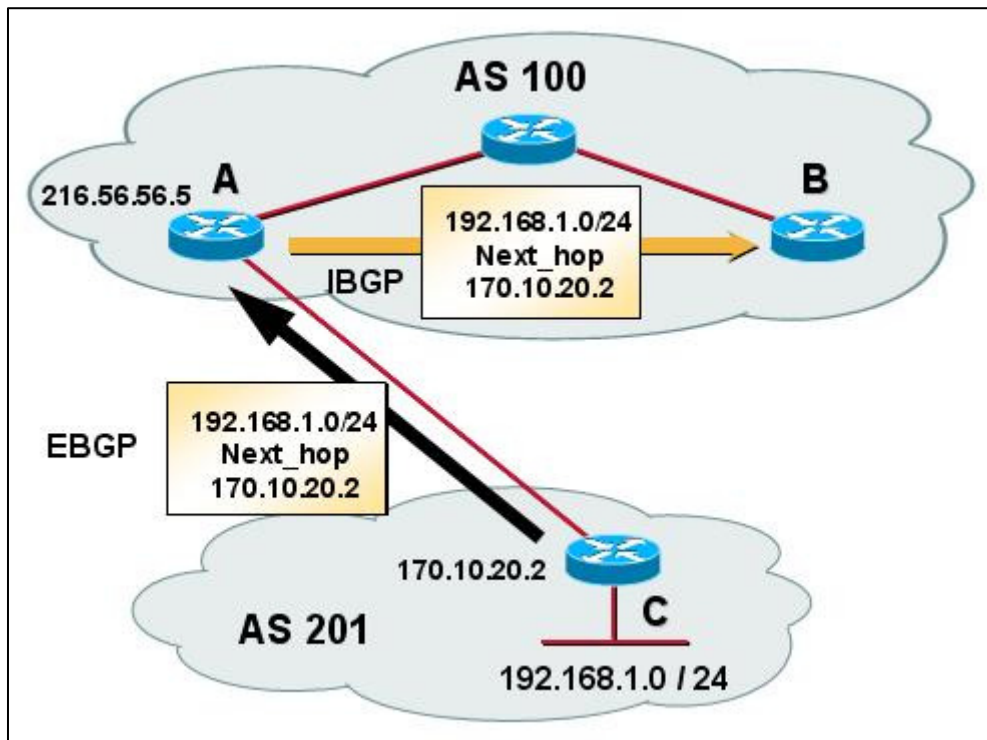 AS 100
216.56.56.5
A
B
192.168.1.0/24
Next_hop
170.10.20.2
IBGP
EBGP
192.168.1.0/24
Next_hop
170.10.20.2
170.10.20.2
AS 201
C
192.168.1.0 / 24